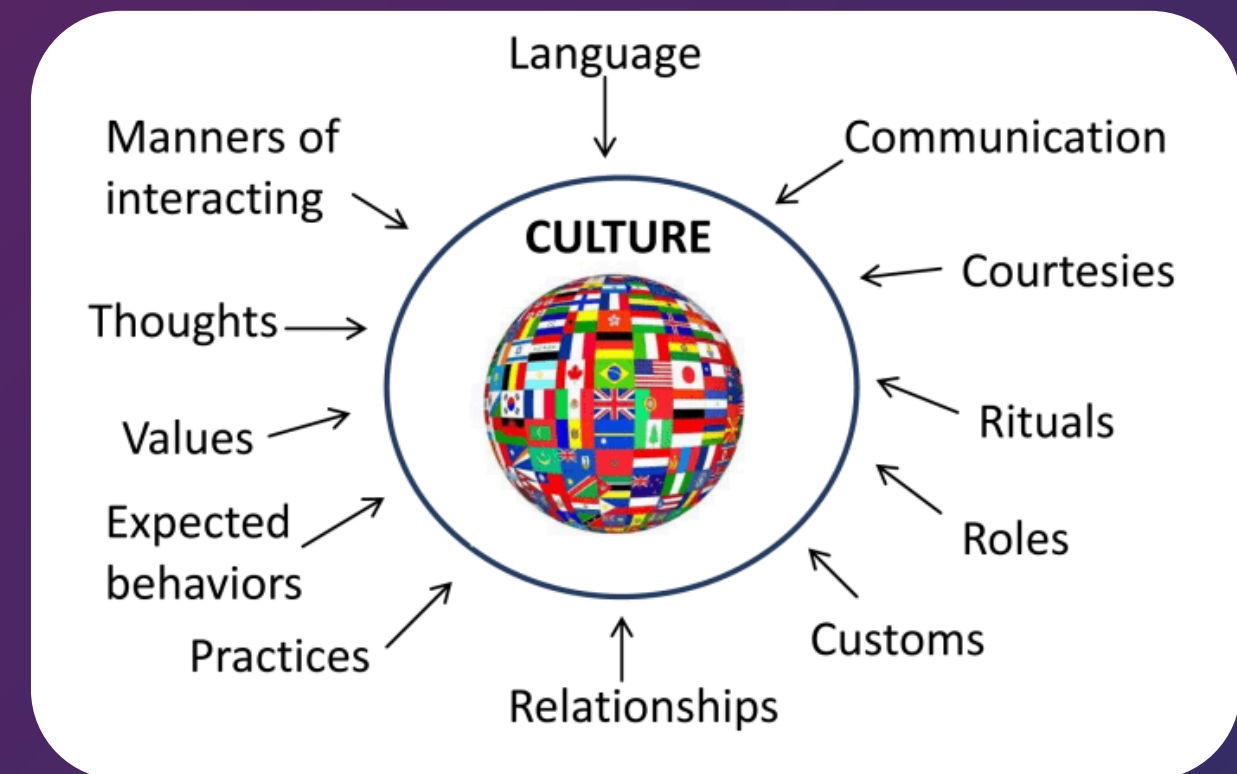 Language
Manners of
interacting
Communication
CULTURE
Courtesies
Thoughts
Values
Rituals
Expected
behaviors
Roles
Practices
Customs
Relationships